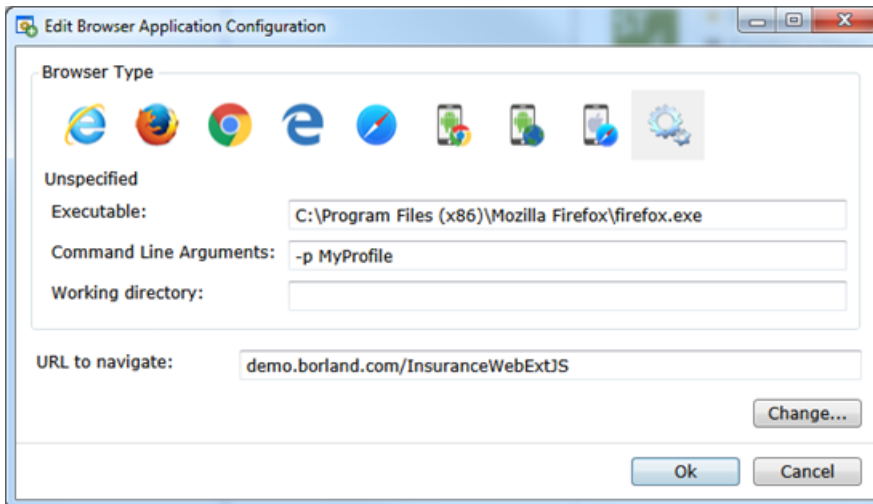 Edit Browser Application Configuration
Browser Type
Unspecified
Executable: C:\Program Files (x86)\Mozilla Firefox\firefox.exe
Command Line Arguments: -p MyProfile
Working directory:
URL to navigate: demo.borland.com/InsuranceWebExtJS
Change...
Ok Cancel